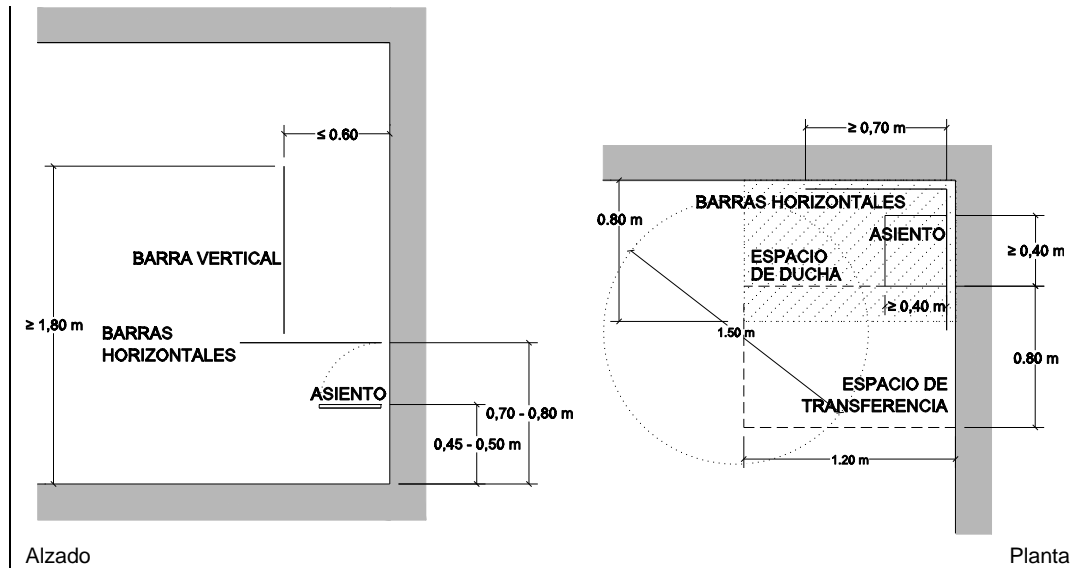 ≤ 0.60
BARRA VERTICAL
≥ 1,80 m
BARRAS
HORIZONTALES
ASIENTO
0,70 - 0,80 m
0,45 - 0,50 m
Alzado
≥ 0,70 m
BARRAS HORIZONTALES
0.80 m
ASIENTO
≥ 0,40 m
ESPACIO
DE DUCHA
≥ 0,40 m
1.50 m
0.80 m
ESPACIO DE
TRANSFERENCIA
1.20 m
Planta